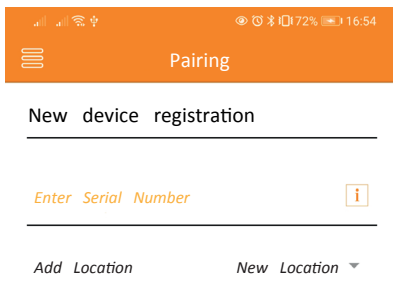 72% 16:54
Pairing
New device registration
Enter Serial Number i
Add Location New Location